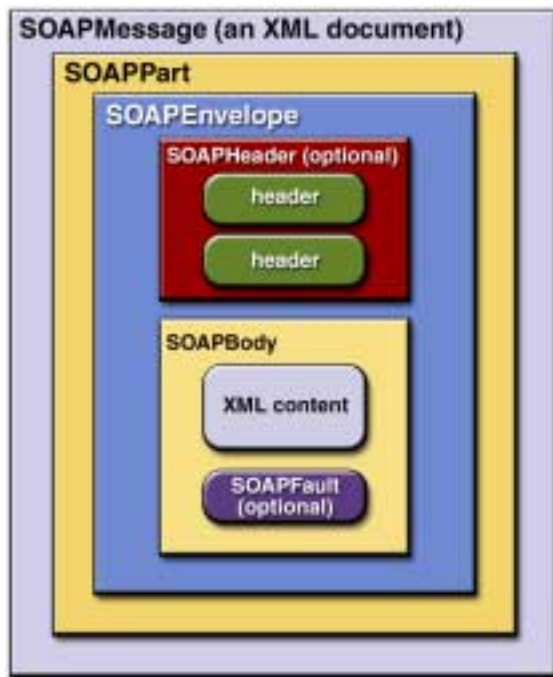 SOAPMessage (an XML document)
SOAPPart
SOAPEnvelope
SOAPHeader (optional)
header
header
SOAPBody
XML content
SOAPFault
(optional)